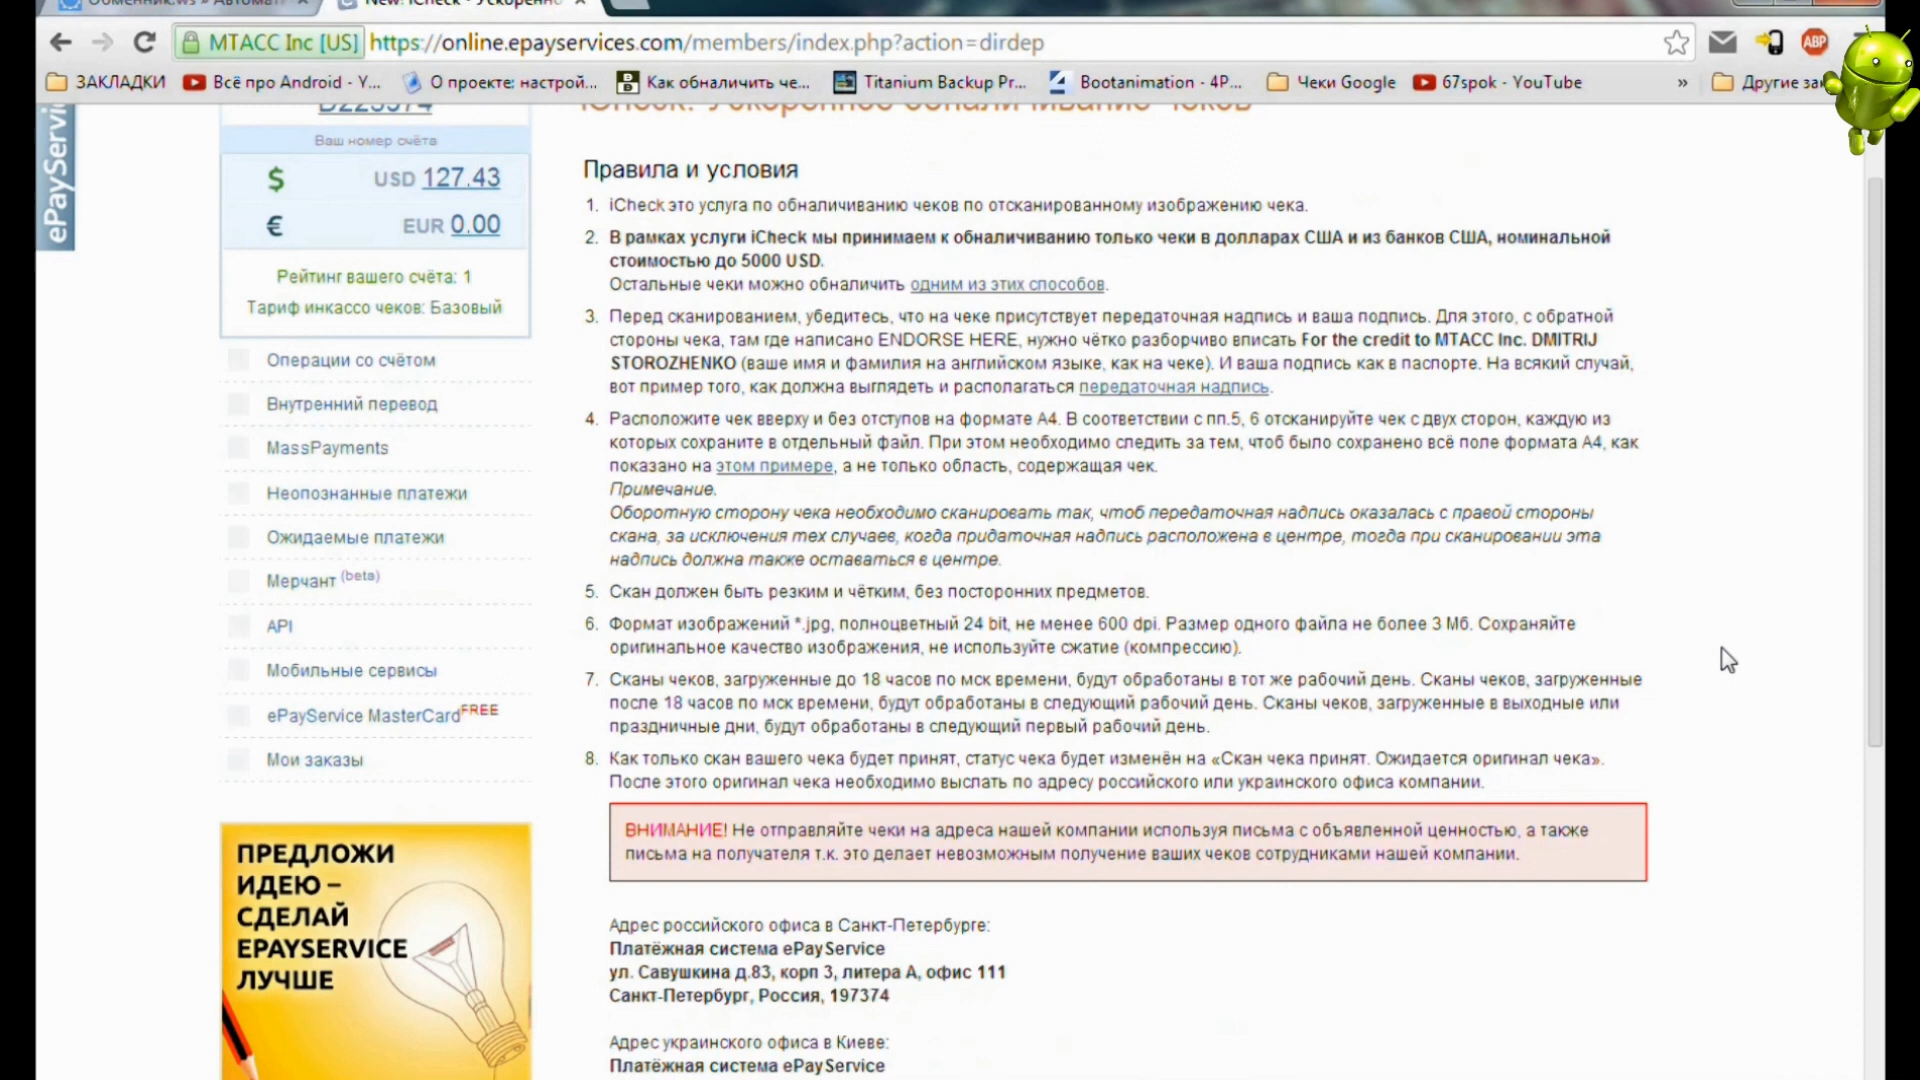 Обменник.ws » Автомат
New! iCheck - Ускоренно
MTACC Inc [US] https://online.epayservices.com/members/index.php?action=dirdep
ABP
ЗАКЛАДКИ Всё про Android - Y... О проекте: настрой... Как обналичить че... Titanium Backup Pr... Bootanimation - 4P... Чеки Google 67spok - YouTube » Другие за
ePayServi
D225574
Ваш номер счёта
$ USD 127.43
€ EUR 0.00
Рейтинг вашего счёта: 1
Тариф инкассо чеков: Базовый
Операции со счётом
Внутренний перевод
MassPayments
Неопознанные платежи
Ожидаемые платежи
Мерчант (beta)
API
Мобильные сервисы
ePayService MasterCard FREE
Мои заказы
ПРЕДЛОЖИ
ИДЕЮ –
СДЕЛАЙ
EPAYSERVICE
ЛУЧШЕ
iCheck: Ускоренное обналичивание чеков
Правила и условия
1. iCheck это услуга по обналичиванию чеков по отсканированному изображению чека.
2. В рамках услуги iCheck мы принимаем к обналичиванию только чеки в долларах США и из банков США, номинальной
стоимостью до 5000 USD.
Остальные чеки можно обналичить одним из этих способов.
3. Перед сканированием, убедитесь, что на чеке присутствует передаточная надпись и ваша подпись. Для этого, с обратной
стороны чека, там где написано ENDORSE HERE, нужно чётко разборчиво вписать For the credit to MTACC Inc. DMITRIJ
STOROZHENKO (ваше имя и фамилия на английском языке, как на чеке). И ваша подпись как в паспорте. На всякий случай,
вот пример того, как должна выглядеть и располагаться передаточная надпись.
4. Расположите чек вверху и без отступов на формате А4. В соответствии с пп.5, 6 отсканируйте чек с двух сторон, каждую из
которых сохраните в отдельный файл. При этом необходимо следить за тем, чтоб было сохранено всё поле формата А4, как
показано на этом примере, а не только область, содержащая чек.
Примечание.
Оборотную сторону чека необходимо сканировать так, чтоб передаточная надпись оказалась с правой стороны
скана, за исключения тех случаев, когда придаточная надпись расположена в центре, тогда при сканировании эта
надпись должна также оставаться в центре.
5. Скан должен быть резким и чётким, без посторонних предметов.
6. Формат изображений *.jpg, полноцветный 24 bit, не менее 600 dpi. Размер одного файла не более 3 Мб. Сохраняйте
оригинальное качество изображения, не используйте сжатие (компрессию).
7. Сканы чеков, загруженные до 18 часов по мск времени, будут обработаны в тот же рабочий день. Сканы чеков, загруженные
после 18 часов по мск времени, будут обработаны в следующий рабочий день. Сканы чеков, загруженные в выходные или
праздничные дни, будут обработаны в следующий первый рабочий день.
8. Как только скан вашего чека будет принят, статус чека будет изменён на «Скан чека принят. Ожидается оригинал чека».
После этого оригинал чека необходимо выслать по адресу российского или украинского офиса компании.
ВНИМАНИЕ! Не отправляйте чеки на адреса нашей компании используя письма с объявленной ценностью, а также
письма на получателя т.к. это делает невозможным получение ваших чеков сотрудниками нашей компании.
Адрес российского офиса в Санкт-Петербурге:
Платёжная система ePayService
ул. Савушкина д.83, корп 3, литера А, офис 111
Санкт-Петербург, Россия, 197374
Адрес украинского офиса в Киеве:
Платёжная система ePayService